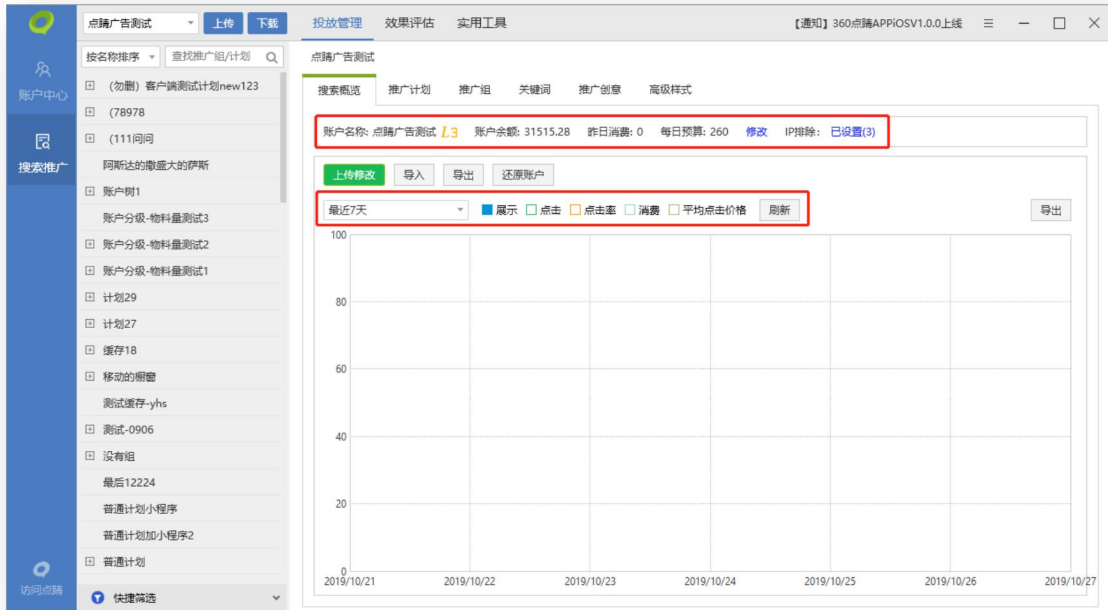 点睛广告测试 上传 下载 投放管理 效果评估 实用工具 【通知】360点睛APPiOSV1.0.0上线
账户中心
搜索推广
访问点睛
按名称排序 查找推广组/计划
(勿删)客户端测试计划new123
(78978
(111问问
阿斯达的撒盛大的萨斯
账户树1
账户分级-物料量测试3
账户分级-物料量测试2
账户分级-物料量测试1
计划29
计划27
缓存18
移动的橱窗
测试缓存-yhs
测试-0906
没有组
最后12224
普通计划小程序
普通计划加小程序2
普通计划
快捷筛选
点睛广告测试
搜索概览 推广计划 推广组 关键词 推广创意 高级样式
账户名称: 点睛广告测试 L3 账户余额: 31515.28 昨日消费: 0 每日预算: 260 修改 IP排除: 已设置(3)
上传修改 导入 导出 还原账户
最近7天 展示 点击 点击率 消费 平均点击价格 刷新 导出
100
80
60
40
20
0
2019/10/21 2019/10/22 2019/10/23 2019/10/24 2019/10/25 2019/10/26 2019/10/27